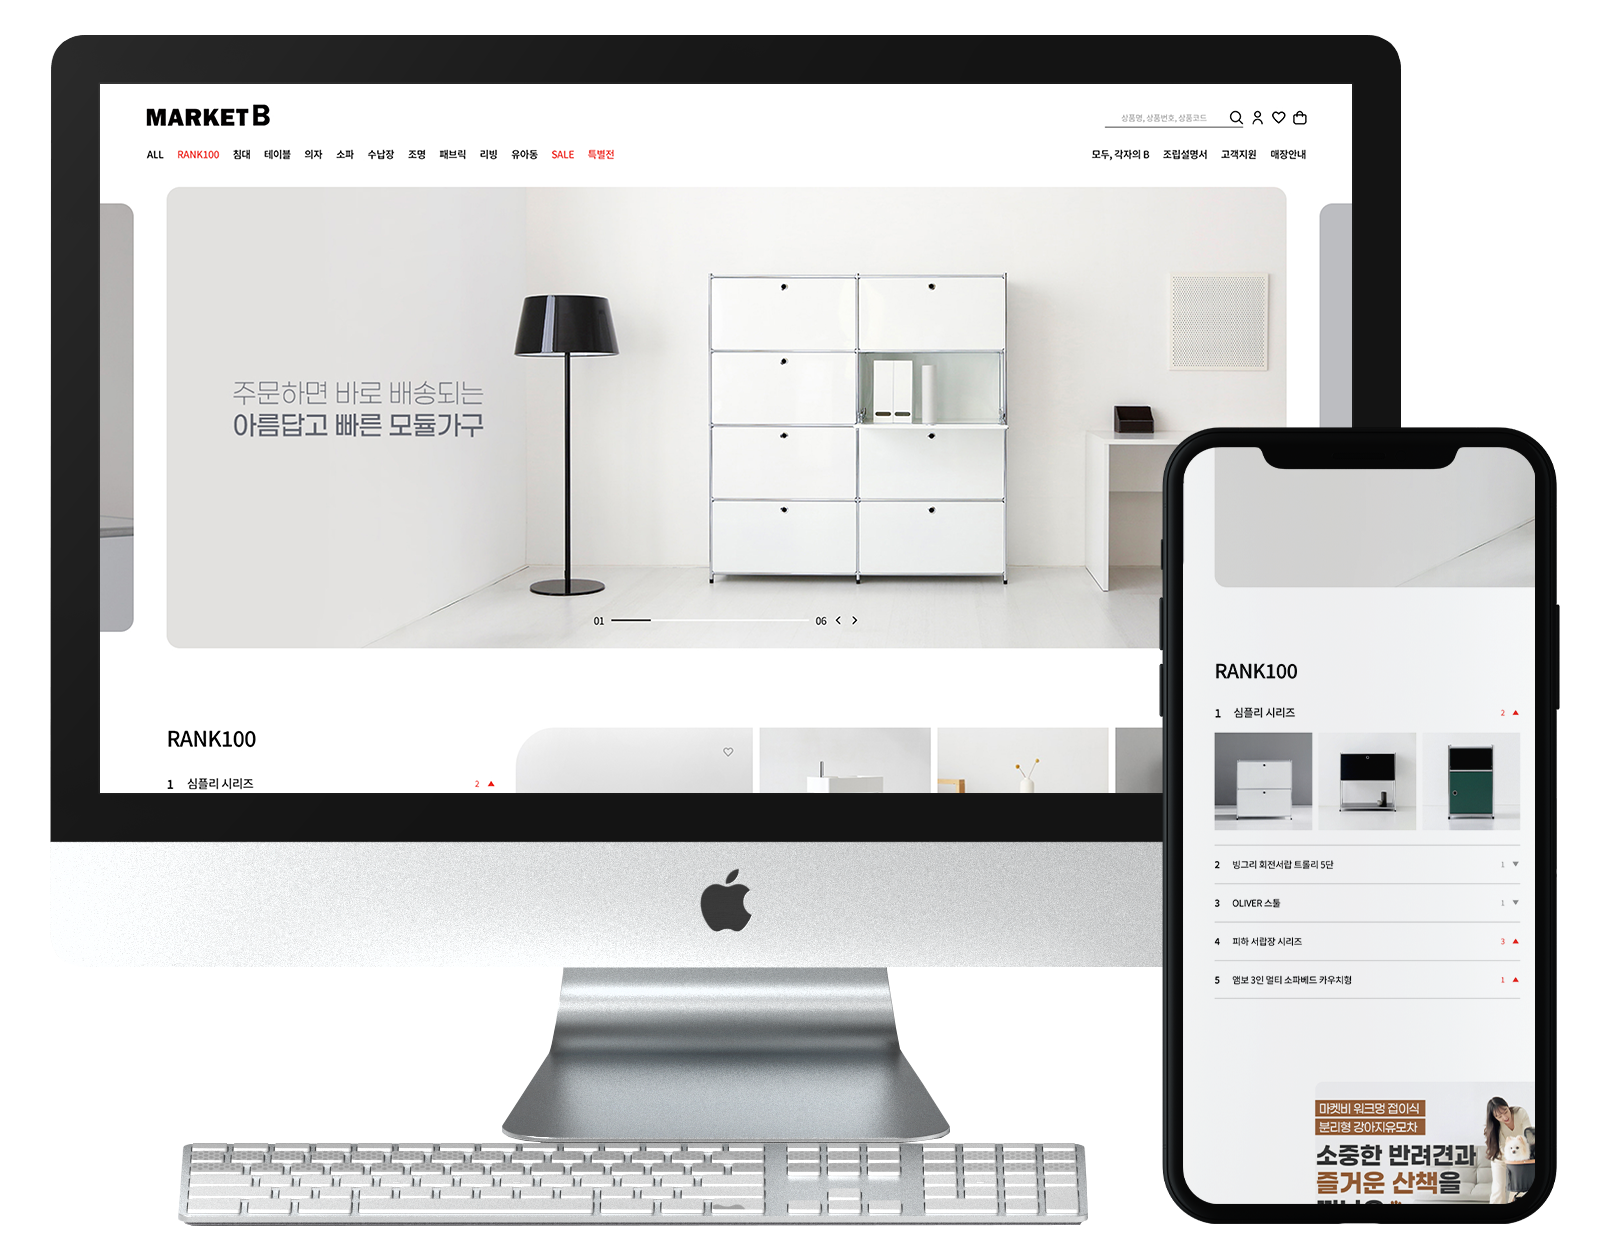 MARKET B
상품명, 상품번호, 상품코드
ALL RANK100 침대 테이블 의자 소파 수납장 조명 패브릭 리빙 유아동 SALE 특별전
모두, 각자의 B 조립설명서 고객지원 매장안내
주문하면 바로 배송되는
아름답고 빠른 모듈가구
01 06
RANK100
1 심플리 시리즈 2
RANK100
1 심플리 시리즈 2
2 빙그리 회전서랍 트롤리 5단 1
3 OLIVER 스툴 1
4 피하 서랍장 시리즈 3
5 앰보 3인 멀티 소파베드 카우치형 1
마켓비 워크멍 접이식
분리형 강아지유모차
소중한 반려견과
즐거운 산책을